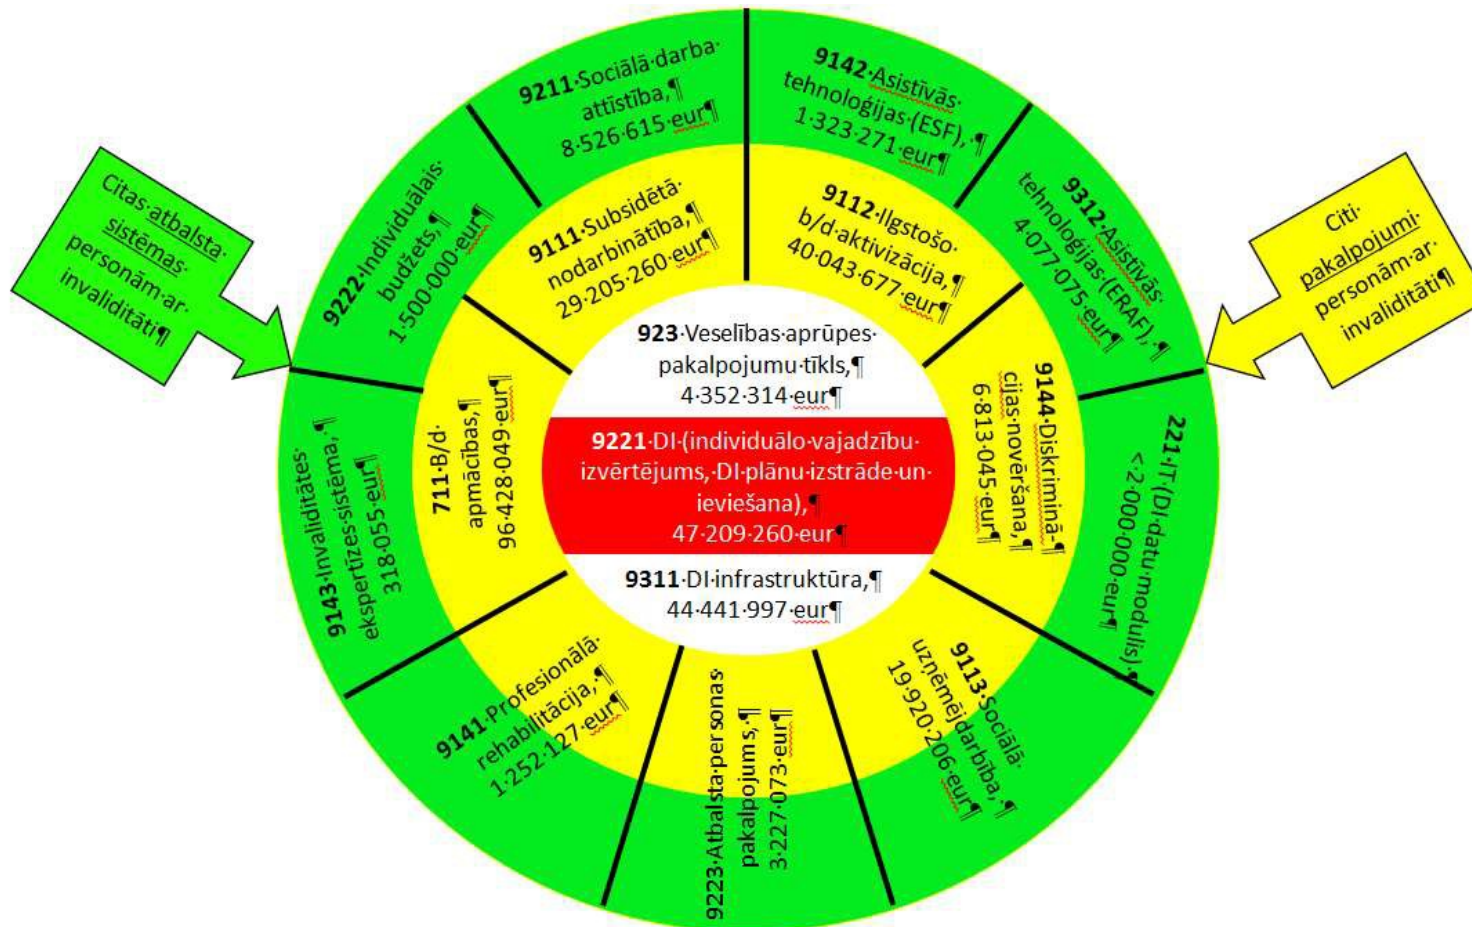 9211·Sociālā·darba·
attīstība,¶
8·526·615·eur¶
9142·Asistīvās·
tehnoloģijas·(ESF),·¶
1·323·271·eur¶
9222·Individuālais·
budžets,¶
1·500·000·eur¶
9312·Asistīvās·
tehnoloģijas·(ERAF),·¶
4·077·075·eur¶
Citas·atbalsta·
sistēmas·
personām·ar·
invaliditāti¶
Citi·
pakalpojumi·
personām·ar·
invaliditāti¶
9111·Subsidētā·
nodarbinātība,¶
29·205·260·eur¶
9112·Ilgstošo·
b/d·aktivizācija,¶
40·043·677·eur¶
923·Veselības·aprūpes·
pakalpojumu·tīkls,¶
4·352·314·eur¶
9221·DI·(individuālo·vajadzību·
izvērtējums,·DI·plānu·izstrāde·un·
ieviešana),¶
47·209·260·eur¶
9311·DI·infrastruktūra,¶
44·441·997·eur¶
711·B/d·
apmācības,¶
96·428·049·eur¶
9144·Diskriminā-¶
cijas·novēršana,¶
6·813·045·eur¶
9143·Invaliditātes·
ekspertīzes·sistēma,·¶
318·055·eur¶
221·IT·(DI·datu·modulis)·¶
<·2·000·000·eur¶
9141·Profesionālā·
rehabilitācija,·¶
1·252·127·eur¶
9223·Atbalsta·personas·
pakalpojums,·¶
3·227·073·eur¶
9113·Sociālā·
uzņēmējdarbība,·¶
19·920·206·eur¶